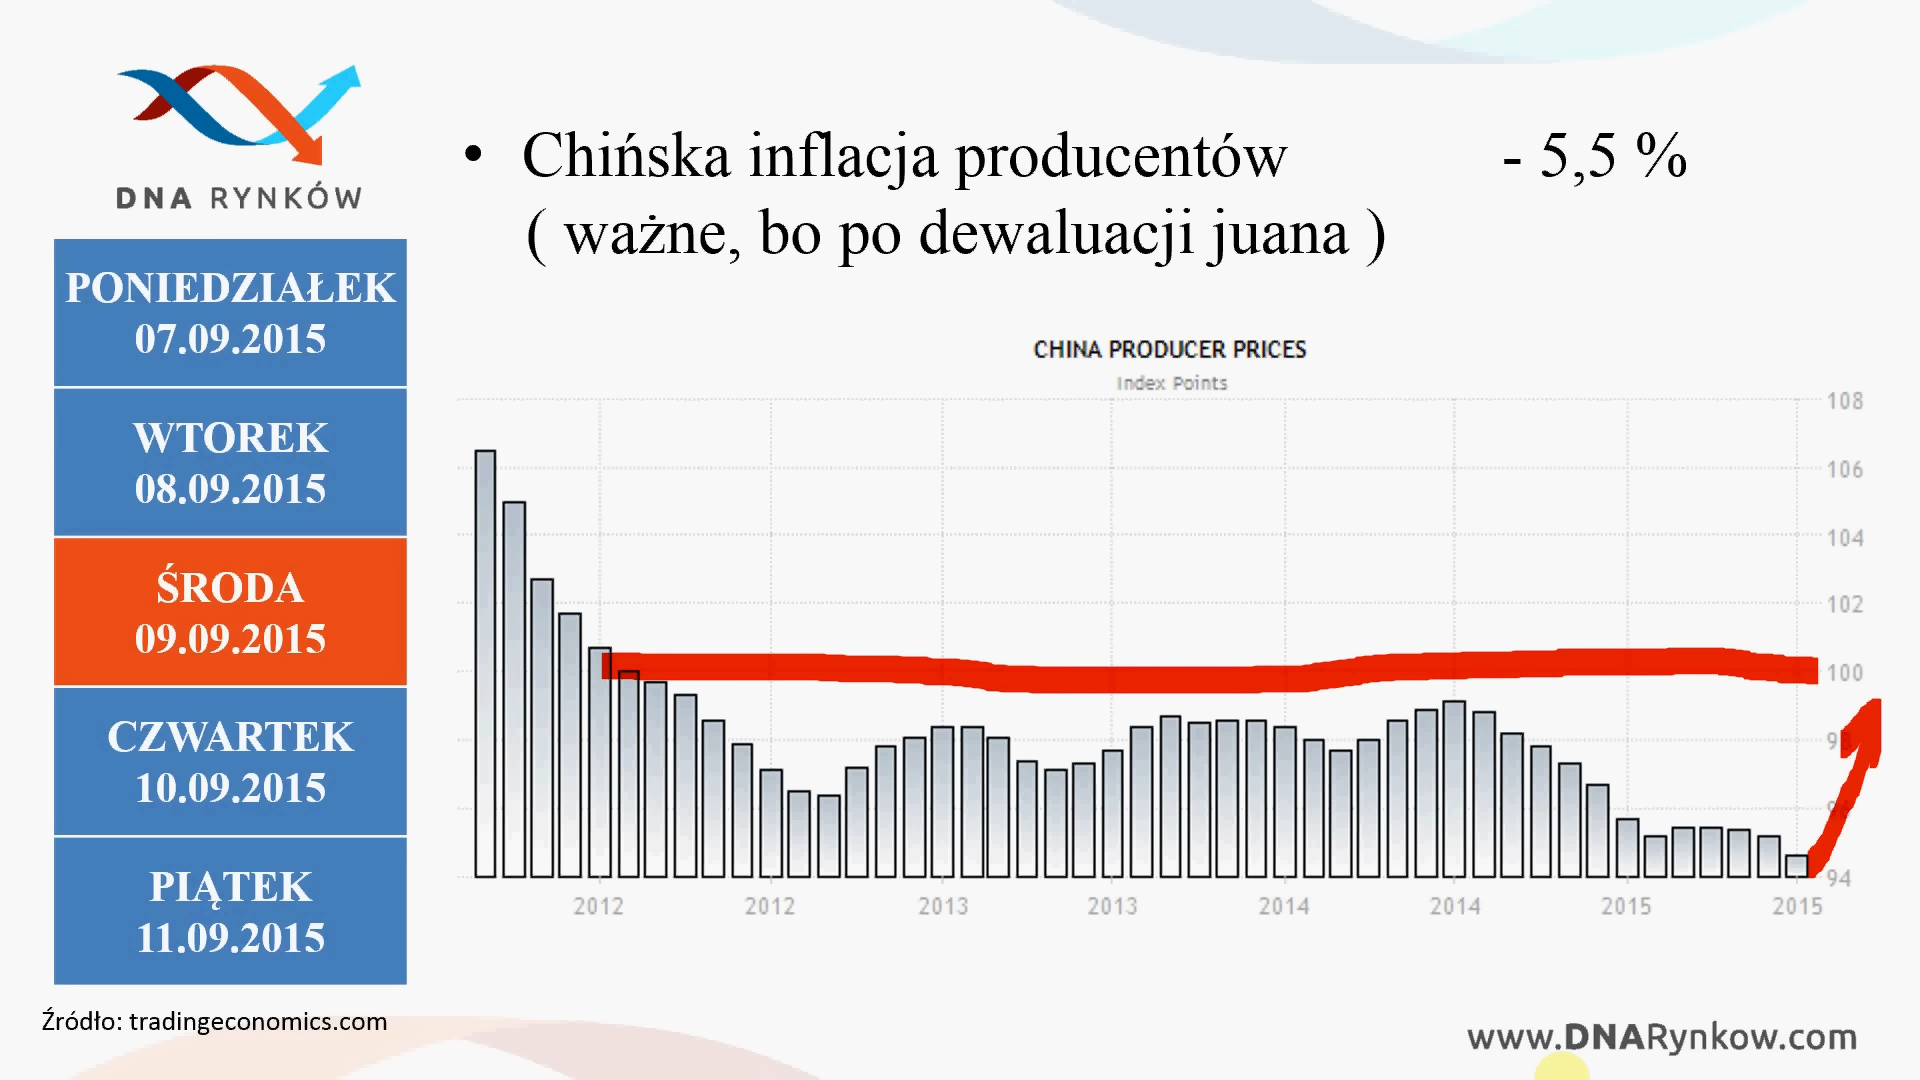 DNA RYNKÓW
• Chińska inflacja producentów - 5,5 %
( ważne, bo po dewaluacji juana )
PONIEDZIAŁEK
07.09.2015
WTOREK
08.09.2015
ŚRODA
09.09.2015
CZWARTEK
10.09.2015
PIĄTEK
11.09.2015
CHINA PRODUCER PRICES
Index Points
108
106
104
102
100
94
2012 2012 2013 2013 2014 2014 2015 2015
Źródło: tradingeconomics.com
www.DNARynkow.com